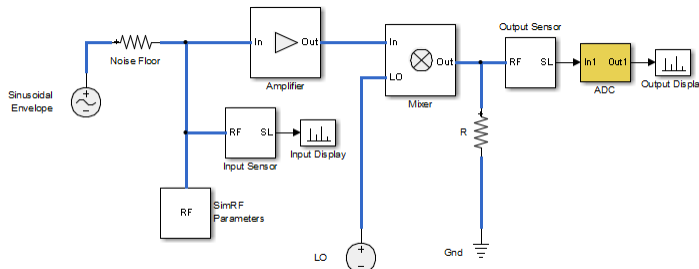 Noise Floor
Sinusoidal
Envelope
In
Out
Amplifier
In
LO
Out
Mixer
Output Sensor
RF
SL
In1
Out1
ADC
Output Displa
RF
SL
Input Sensor
Input Display
R
RF
SimRF
Parameters
LO
Gnd